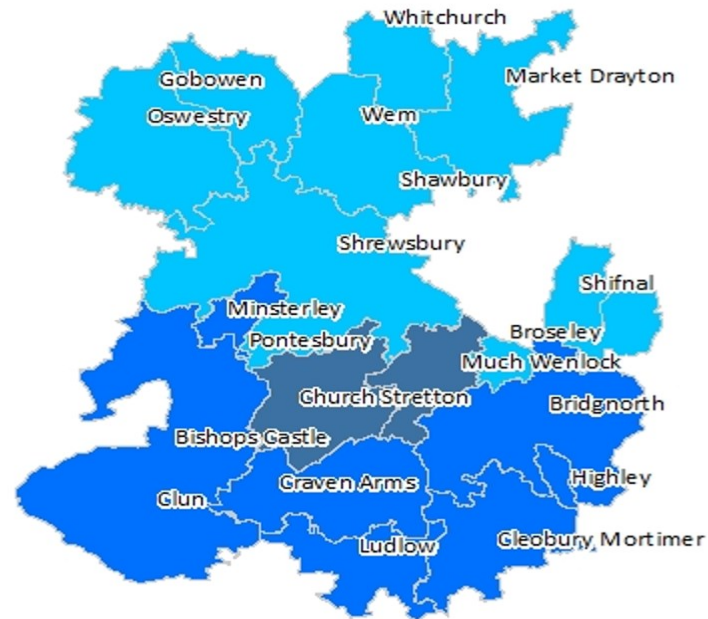 Whitchurch
Gobowen
Market Drayton
Oswestry
Wem
Shawbury
Shrewsbury
Shifnal
Minsterley
Broseley
Pontesbury
Much Wenlock
Church Stretton
Bridgnorth
Bishops Castle
Highley
Craven Arms
Clun
Ludlow
Cleobury Mortimer